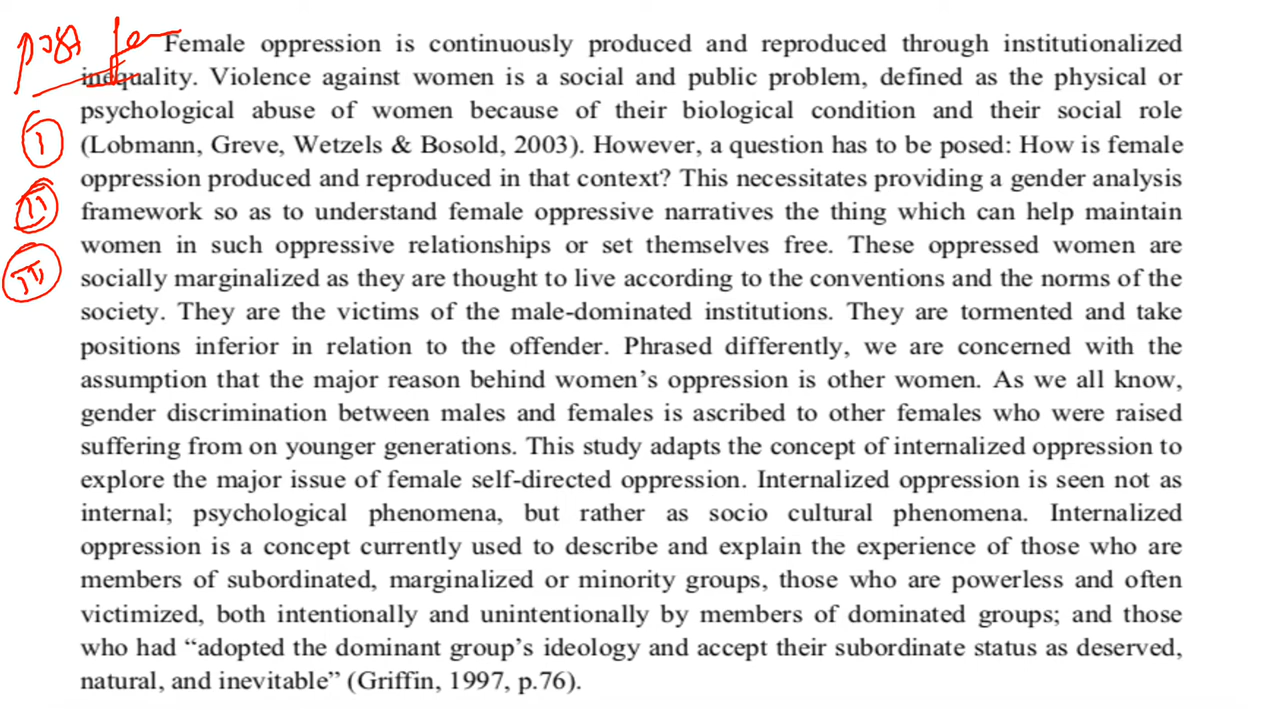 post fem
I
II
III
Female oppression is continuously produced and reproduced through institutionalized
inequality. Violence against women is a social and public problem, defined as the physical or
psychological abuse of women because of their biological condition and their social role
(Lobmann, Greve, Wetzels & Bosold, 2003). However, a question has to be posed: How is female
oppression produced and reproduced in that context? This necessitates providing a gender analysis
framework so as to understand female oppressive narratives the thing which can help maintain
women in such oppressive relationships or set themselves free. These oppressed women are
socially marginalized as they are thought to live according to the conventions and the norms of the
society. They are the victims of the male-dominated institutions. They are tormented and take
positions inferior in relation to the offender. Phrased differently, we are concerned with the
assumption that the major reason behind women’s oppression is other women. As we all know,
gender discrimination between males and females is ascribed to other females who were raised
suffering from on younger generations. This study adapts the concept of internalized oppression to
explore the major issue of female self-directed oppression. Internalized oppression is seen not as
internal; psychological phenomena, but rather as socio cultural phenomena. Internalized
oppression is a concept currently used to describe and explain the experience of those who are
members of subordinated, marginalized or minority groups, those who are powerless and often
victimized, both intentionally and unintentionally by members of dominated groups; and those
who had “adopted the dominant group’s ideology and accept their subordinate status as deserved,
natural, and inevitable” (Griffin, 1997, p.76).